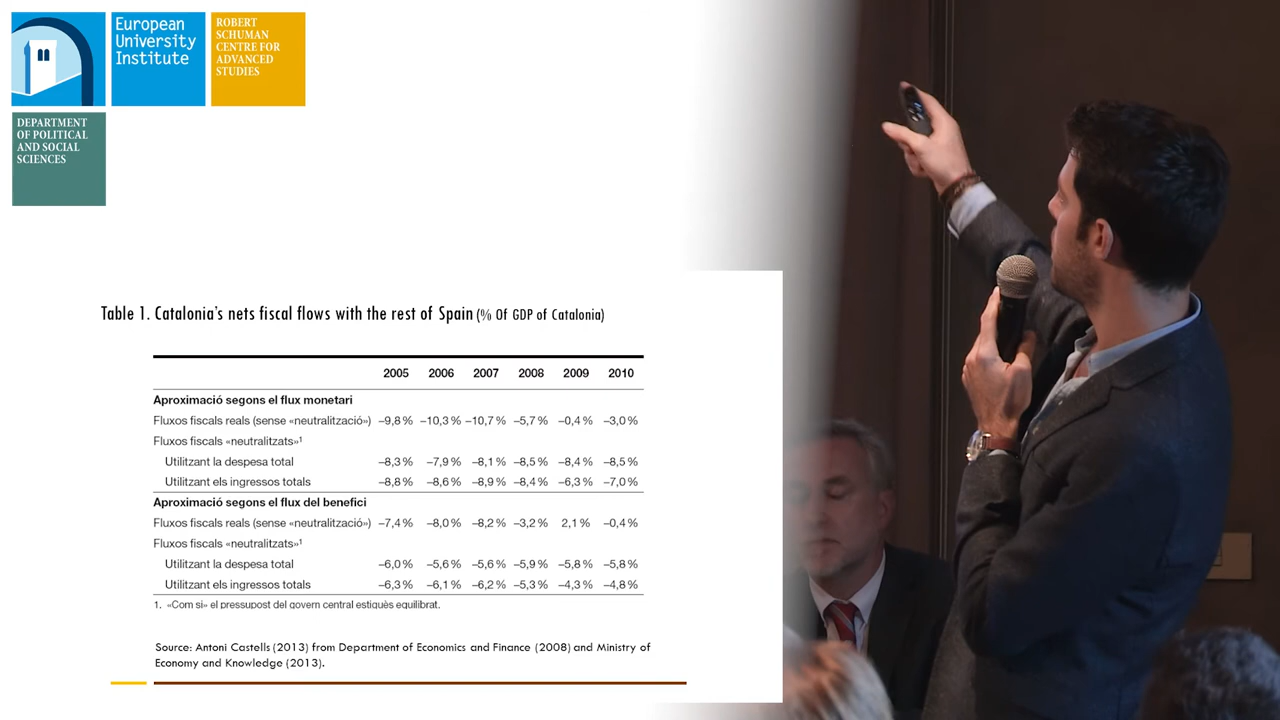 European
University
Institute
ROBERT
SCHUMAN
CENTRE FOR
ADVANCED
STUDIES
DEPARTMENT
OF POLITICAL
AND SOCIAL
SCIENCES
Table 1. Catalonia's nets fiscal flows with the rest of Spain (% Of GDP of Catalonia)
2005 2006 2007 2008 2009 2010
Aproximació segons el flux monetari
Fluxos fiscals reals (sense «neutralització») –9,8 % –10,3 % –10,7 % –5,7 % –0,4 % –3,0 %
Fluxos fiscals «neutralitzats»¹
Utilitzant la despesa total –8,3 % –7,9 % –8,1 % –8,5 % –8,4 % –8,5 %
Utilitzant els ingressos totals –8,8 % –8,6 % –8,9 % –8,4 % –6,3 % –7,0 %
Aproximació segons el flux del benefici
Fluxos fiscals reals (sense «neutralització») –7,4 % –8,0 % –8,2 % –3,2 % 2,1 % –0,4 %
Fluxos fiscals «neutralitzats»¹
Utilitzant la despesa total –6,0 % –5,6 % –5,6 % –5,9 % –5,8 % –5,8 %
Utilitzant els ingressos totals –6,3 % –6,1 % –6,2 % –5,3 % –4,3 % –4,8 %
1. «Com si» el pressupost del govern central estigués equilibrat.
Source: Antoni Castells (2013) from Department of Economics and Finance (2008) and Ministry of
Economy and Knowledge (2013).